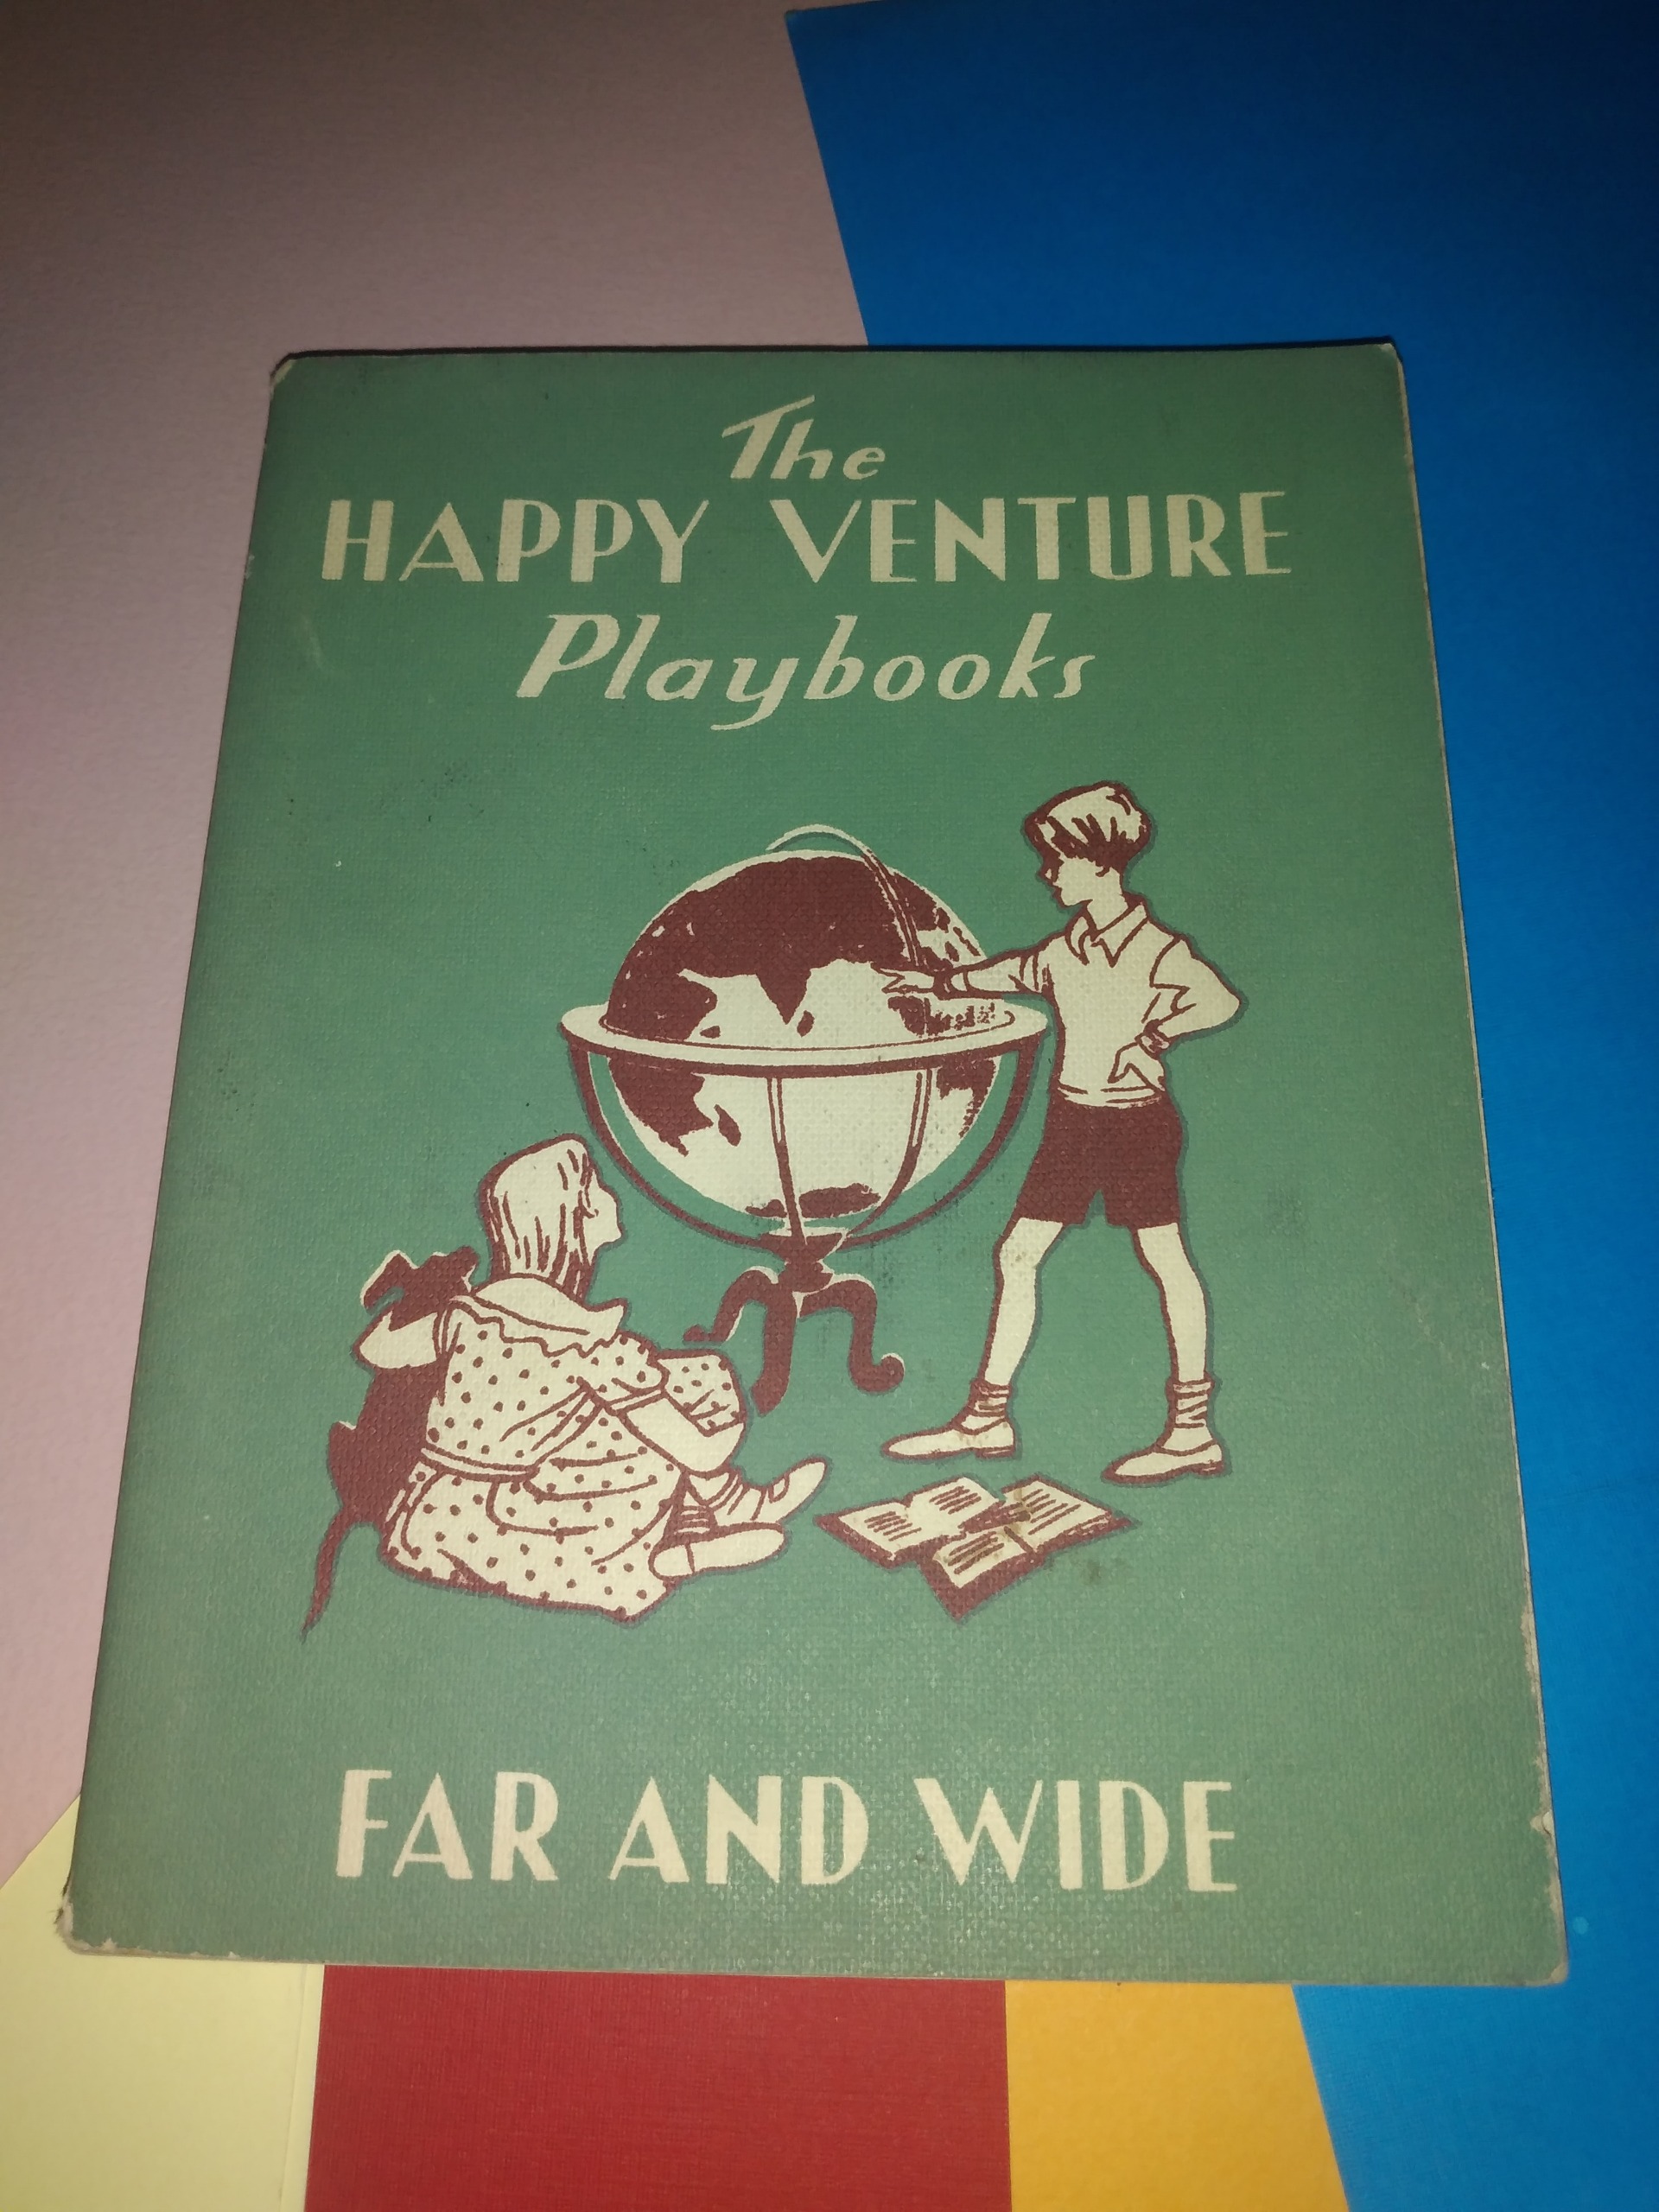 The
HAPPY VENTURE
Playbooks
FAR AND WIDE